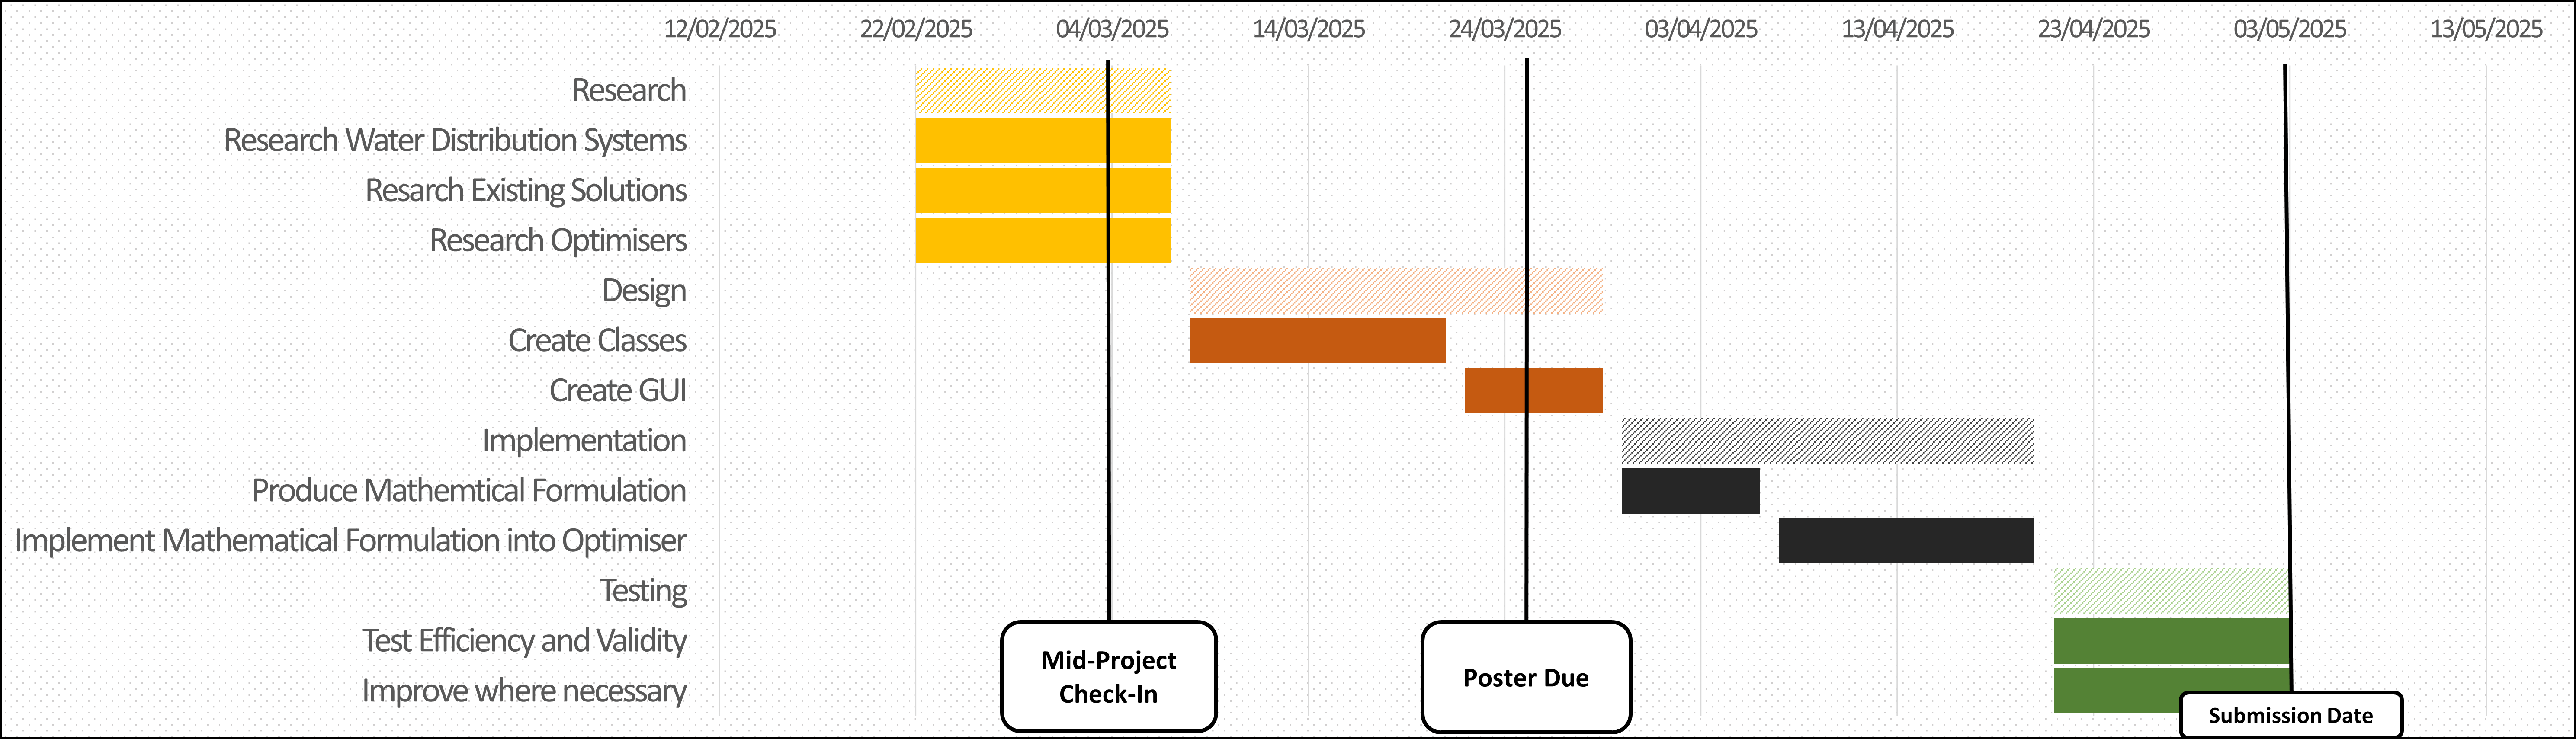 12/02/2025 22/02/2025 04/03/2025 14/03/2025 24/03/2025 03/04/2025 13/04/2025 23/04/2025 03/05/2025 13/05/2025
Research
Research Water Distribution Systems
Resarch Existing Solutions
Research Optimisers
Design
Create Classes
Create GUI
Implementation
Produce Mathemtical Formulation
Implement Mathematical Formulation into Optimiser
Testing
Test Efficiency and Validity
Improve where necessary
Mid-Project
Check-In
Poster Due
Submission Date